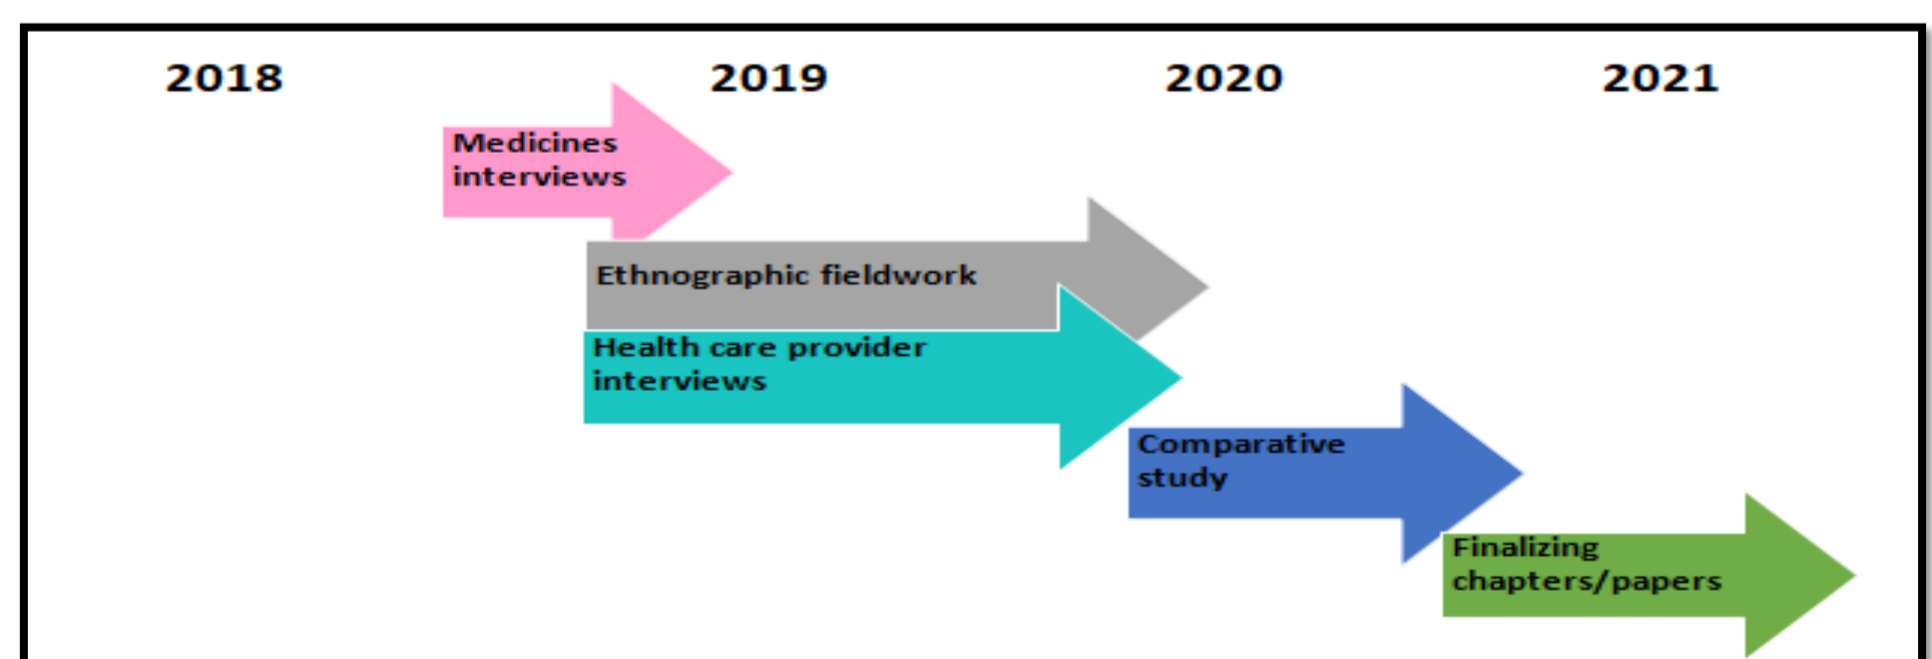 2018 2019 2020 2021
Medicines
interviews
Ethnographic fieldwork
Health care provider
interviews
Comparative
study
Finalizing
chapters/papers